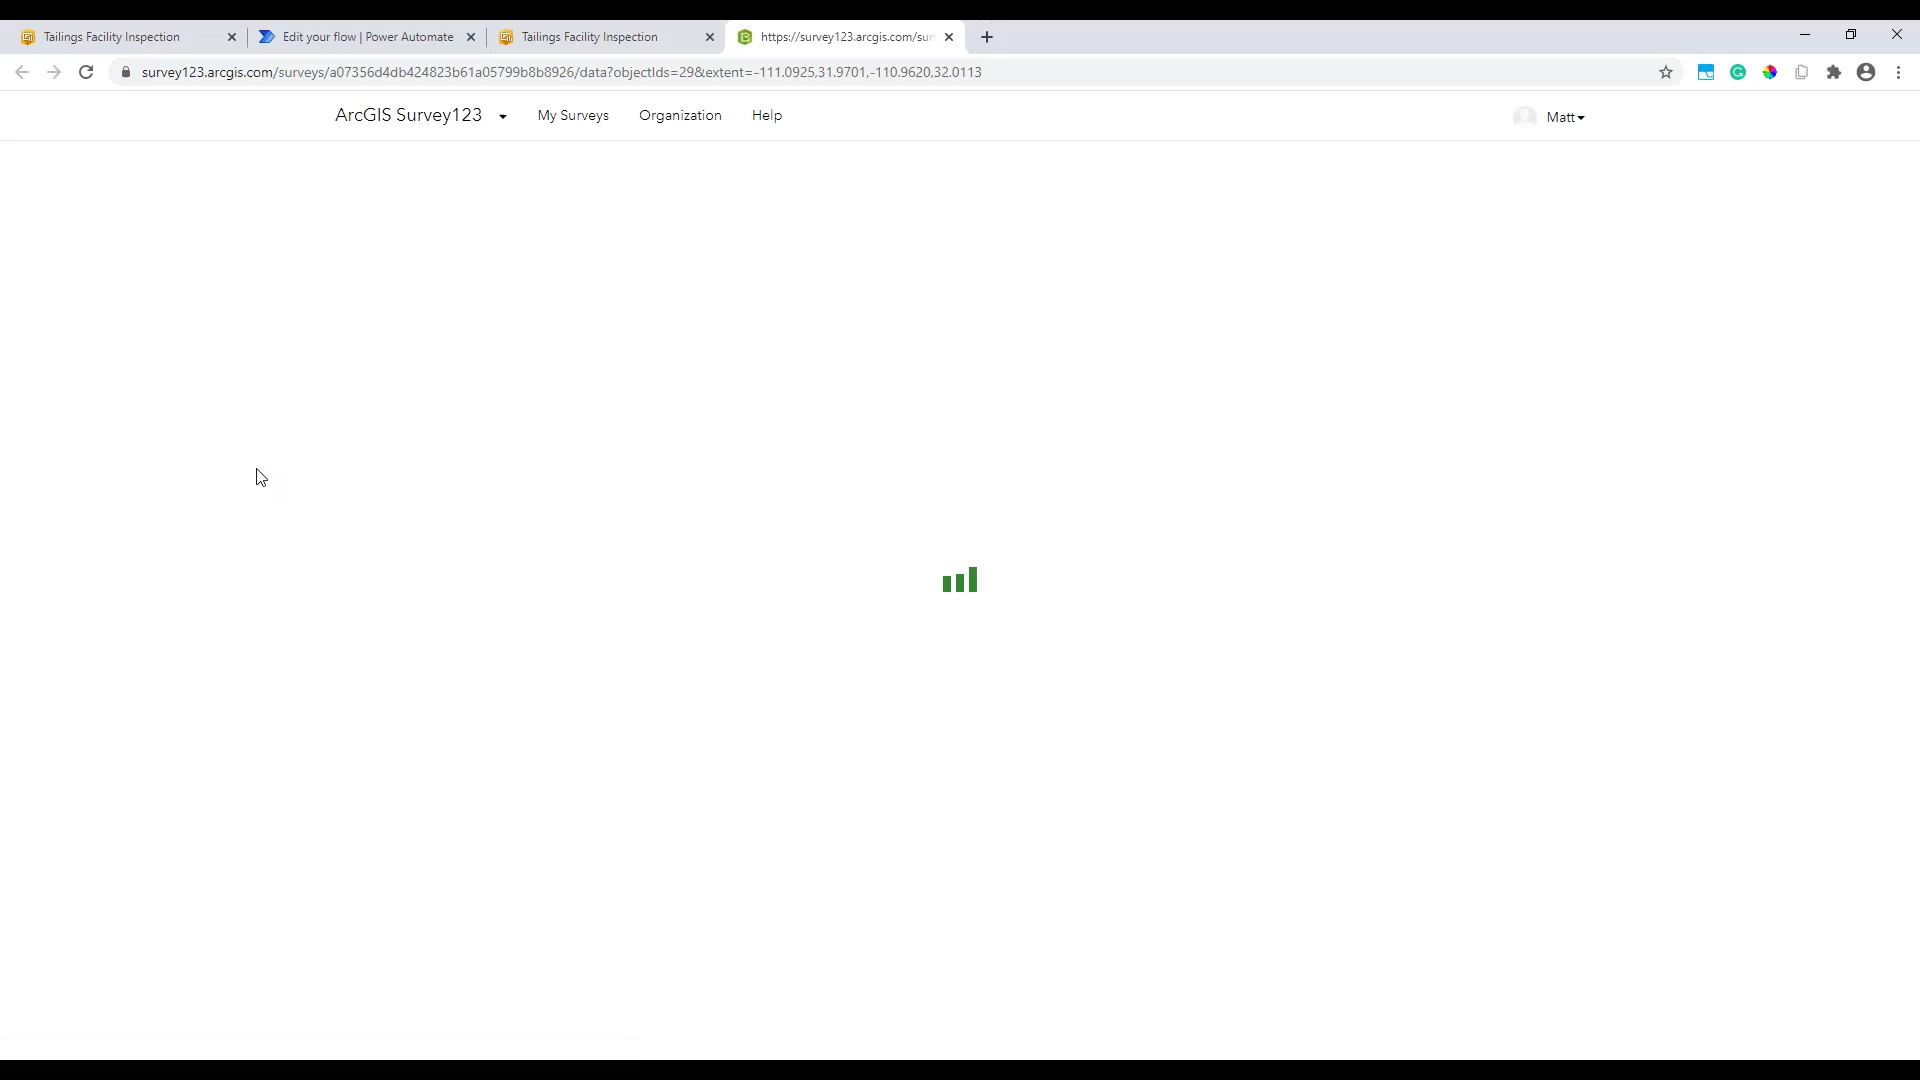 Tailings Facility Inspection
Edit your flow | Power Automate
Tailings Facility Inspection
https://survey123.arcgis.com/sur
survey123.arcgis.com/surveys/a07356d4db424823b61a05799b8b8926/data?objectIds=29&extent=-111.0925,31.9701,-110.9620,32.0113
ArcGIS Survey123
My Surveys
Organization
Help
Matt